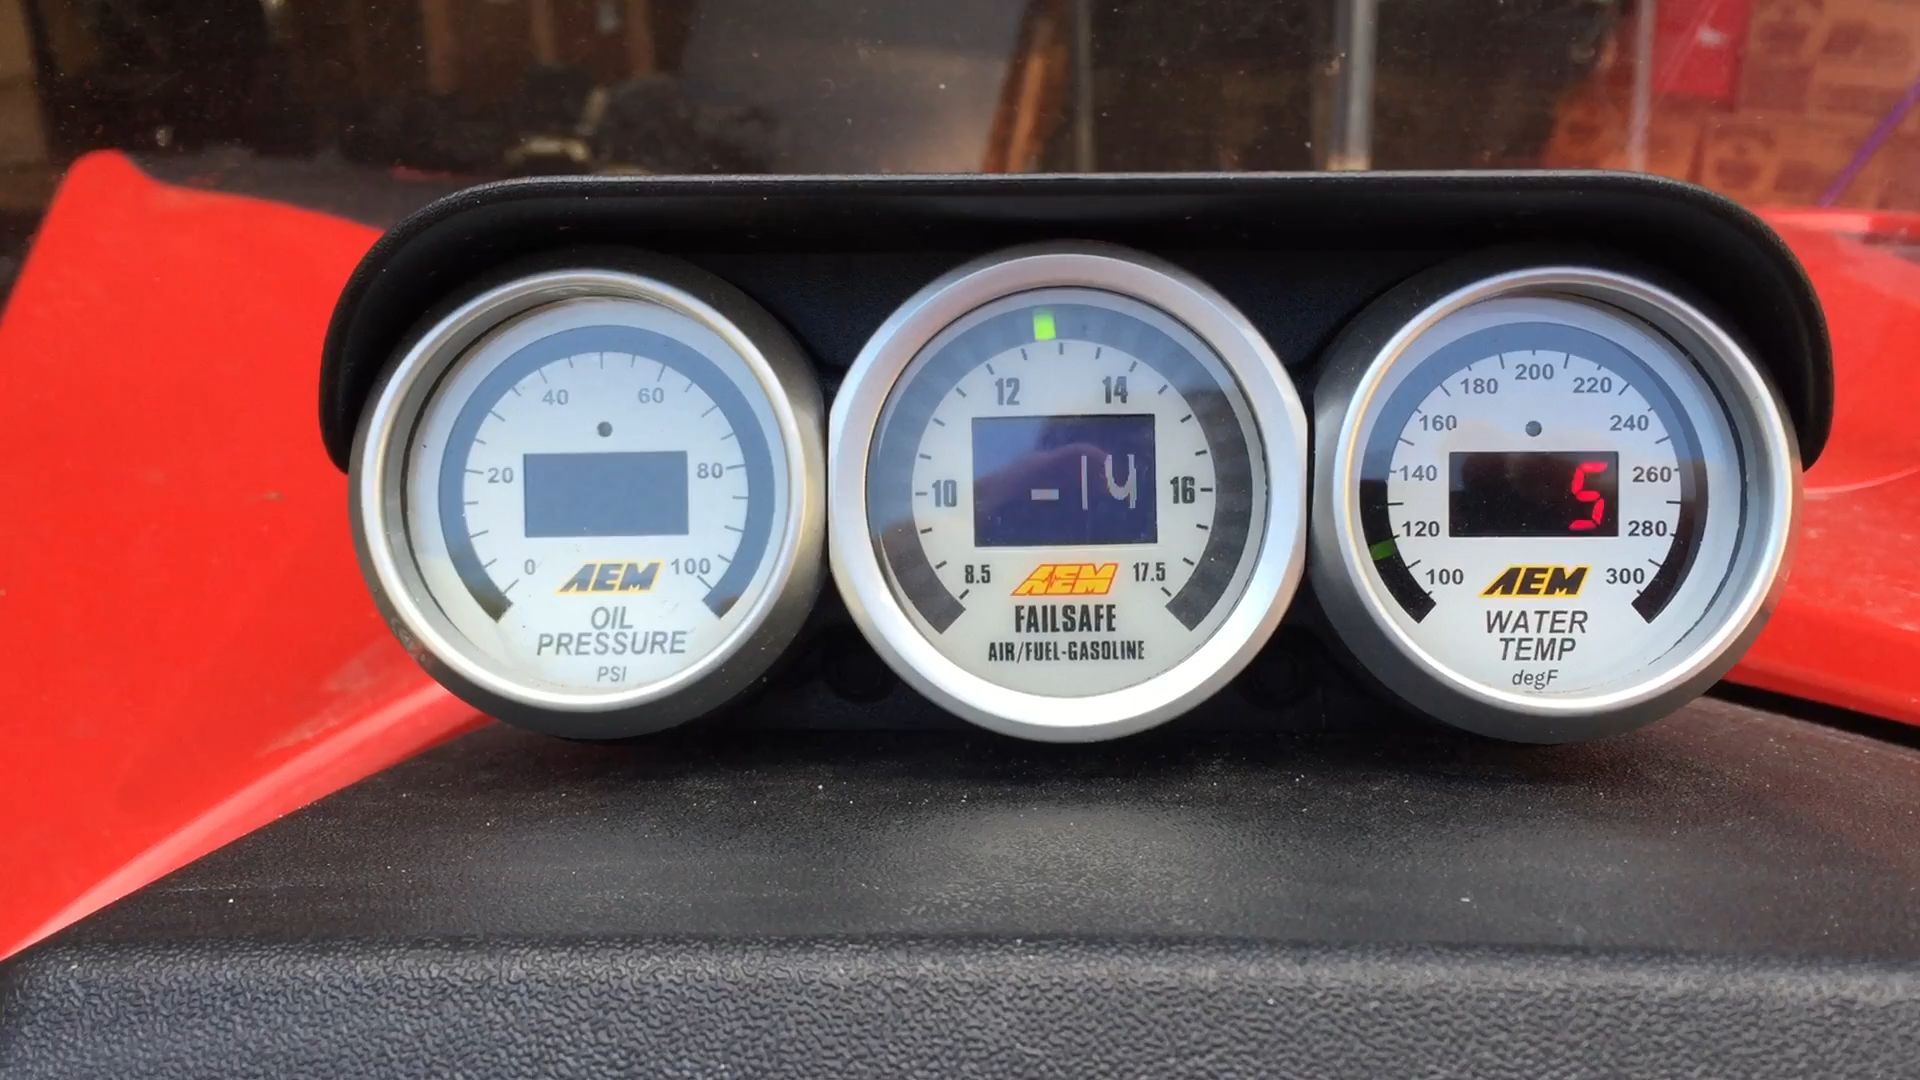 40 60
20 80
0 100
AEM
OIL
PRESSURE
PSI
12 14
10 16
-14
8.5 17.5
AEM
FAILSAFE
AIR/FUEL-GASOLINE
180 200 220
160 240
140 260
5
120 280
100 300
AEM
WATER
TEMP
degF